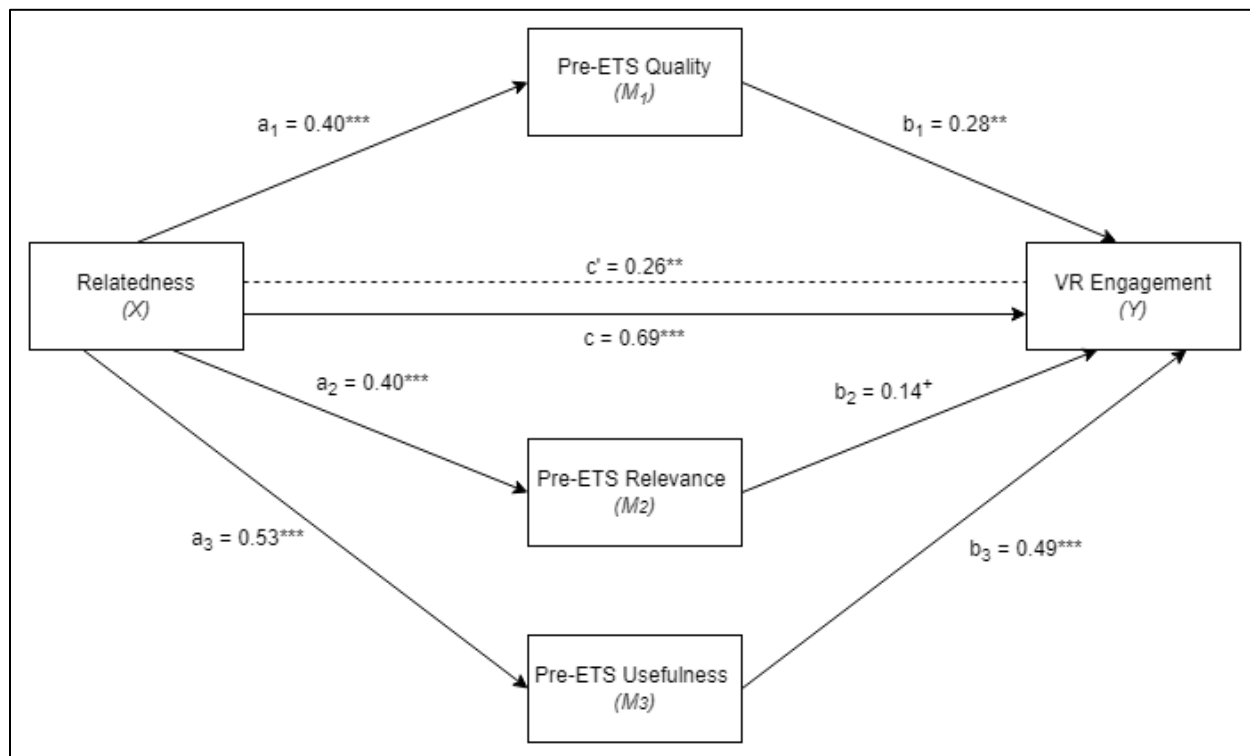 Pre-ETS Quality
(M₁)
a₁ = 0.40***
b₁ = 0.28**
Relatedness
(X)
c' = 0.26**
c = 0.69***
VR Engagement
(Y)
a₂ = 0.40***
b₂ = 0.14⁺
Pre-ETS Relevance
(M2)
a₃ = 0.53***
b₃ = 0.49***
Pre-ETS Usefulness
(M3)